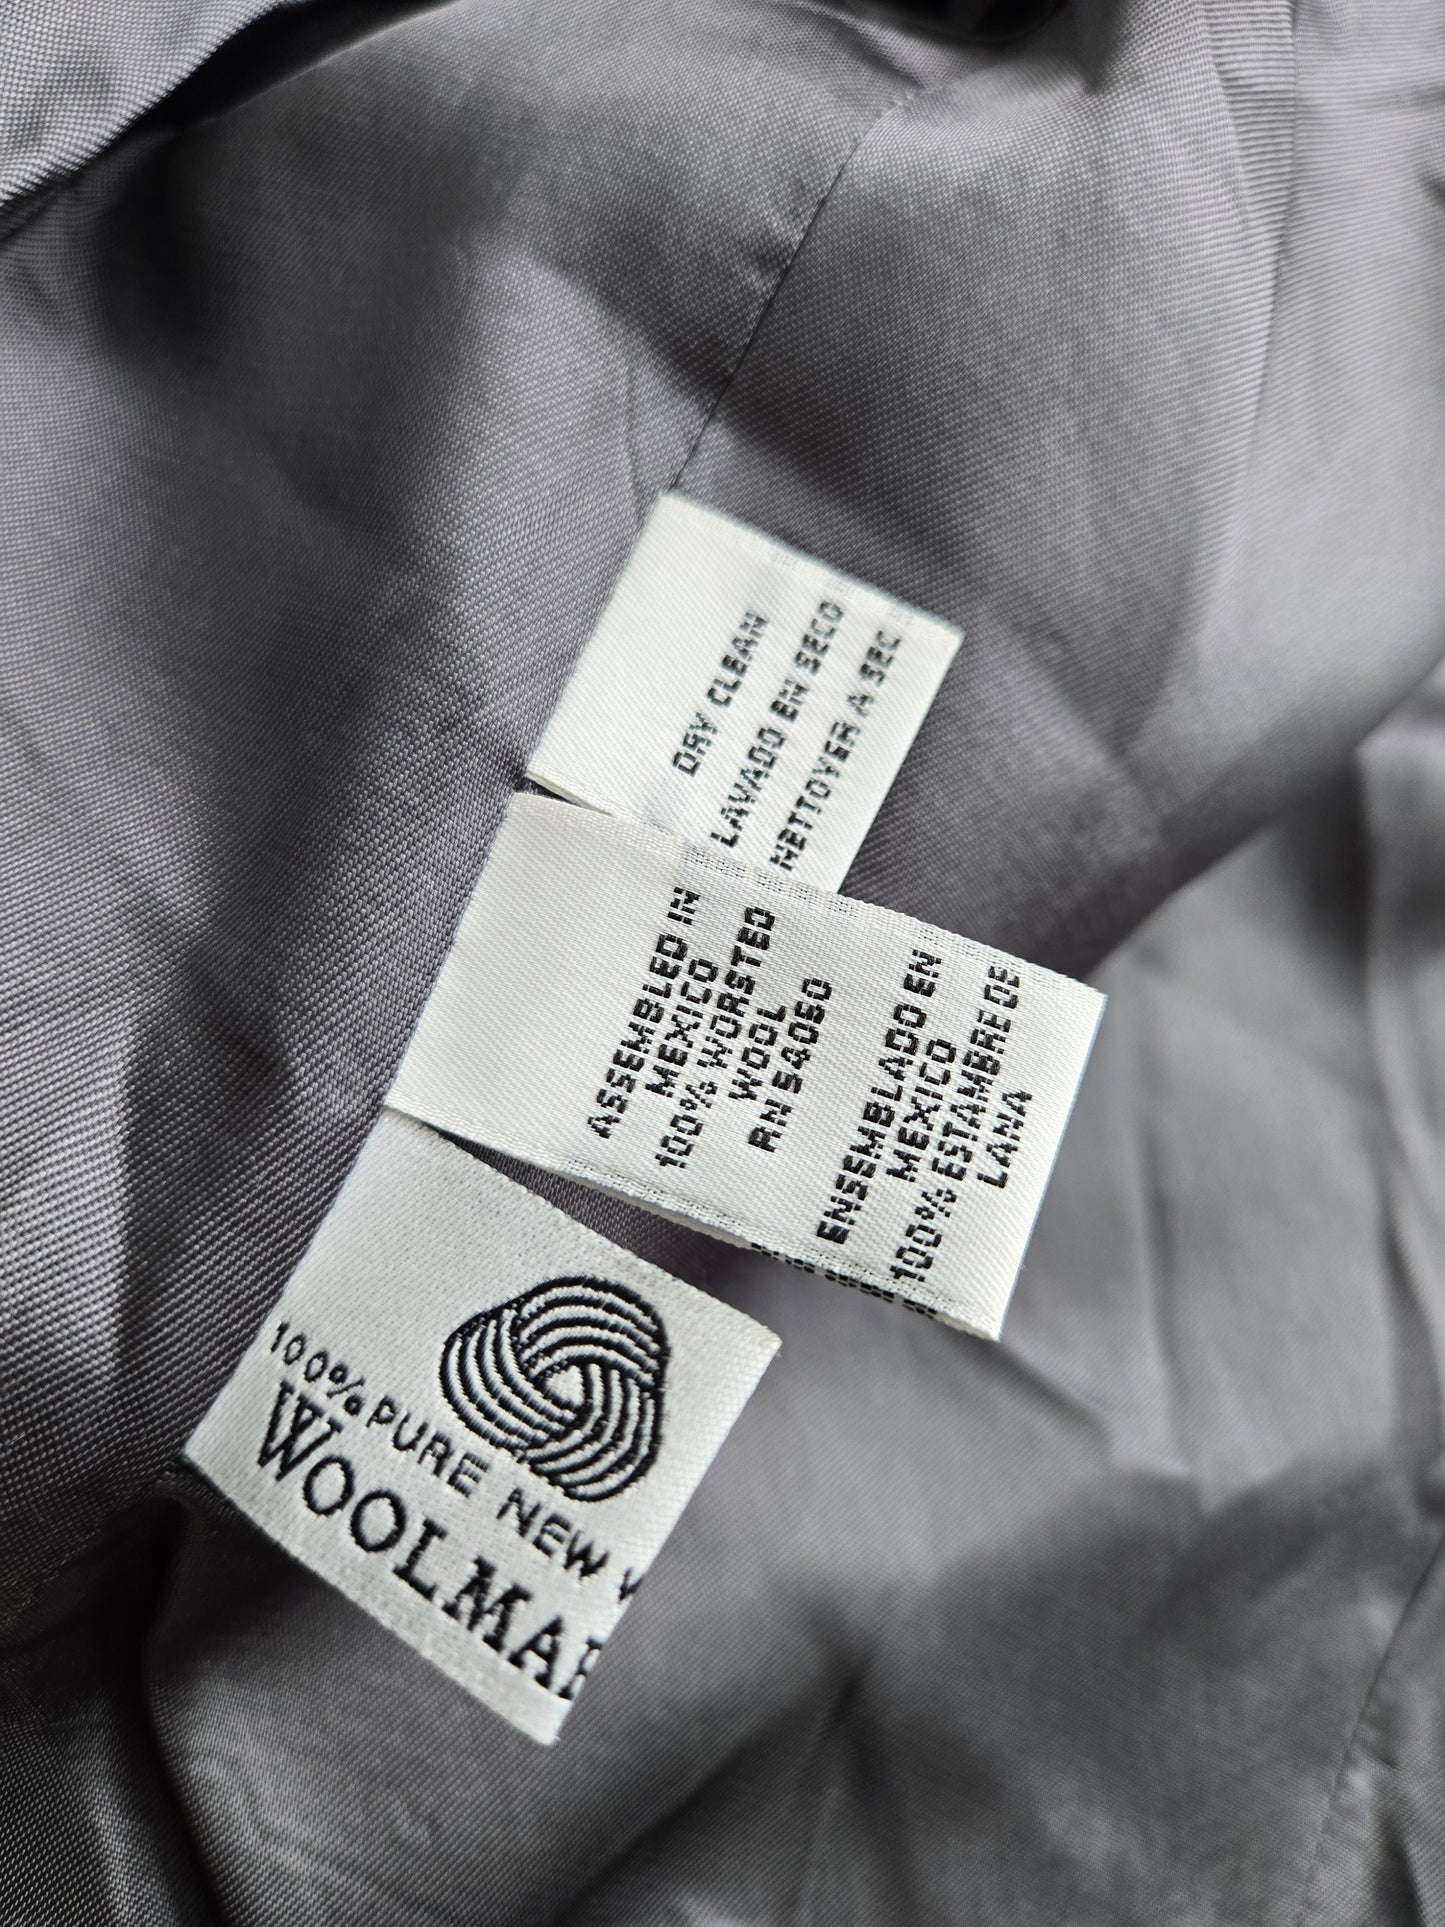 DRY CLEAN
LAVADO EN SECO
NETTOYER A SEC
ASSEMBLED IN
MEXICO
100% WORSTED
WOOL
RN 54050
ENSEMBLADO EN
MEXICO
100% ESTAMBRE DE
LANA
100% PURE NEW
WOOLMA